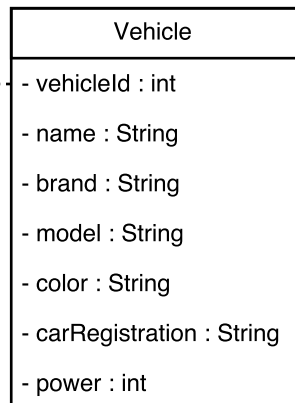 Vehicle
- vehicleId : int
- name : String
- brand : String
- model : String
- color : String
- carRegistration : String
- power : int